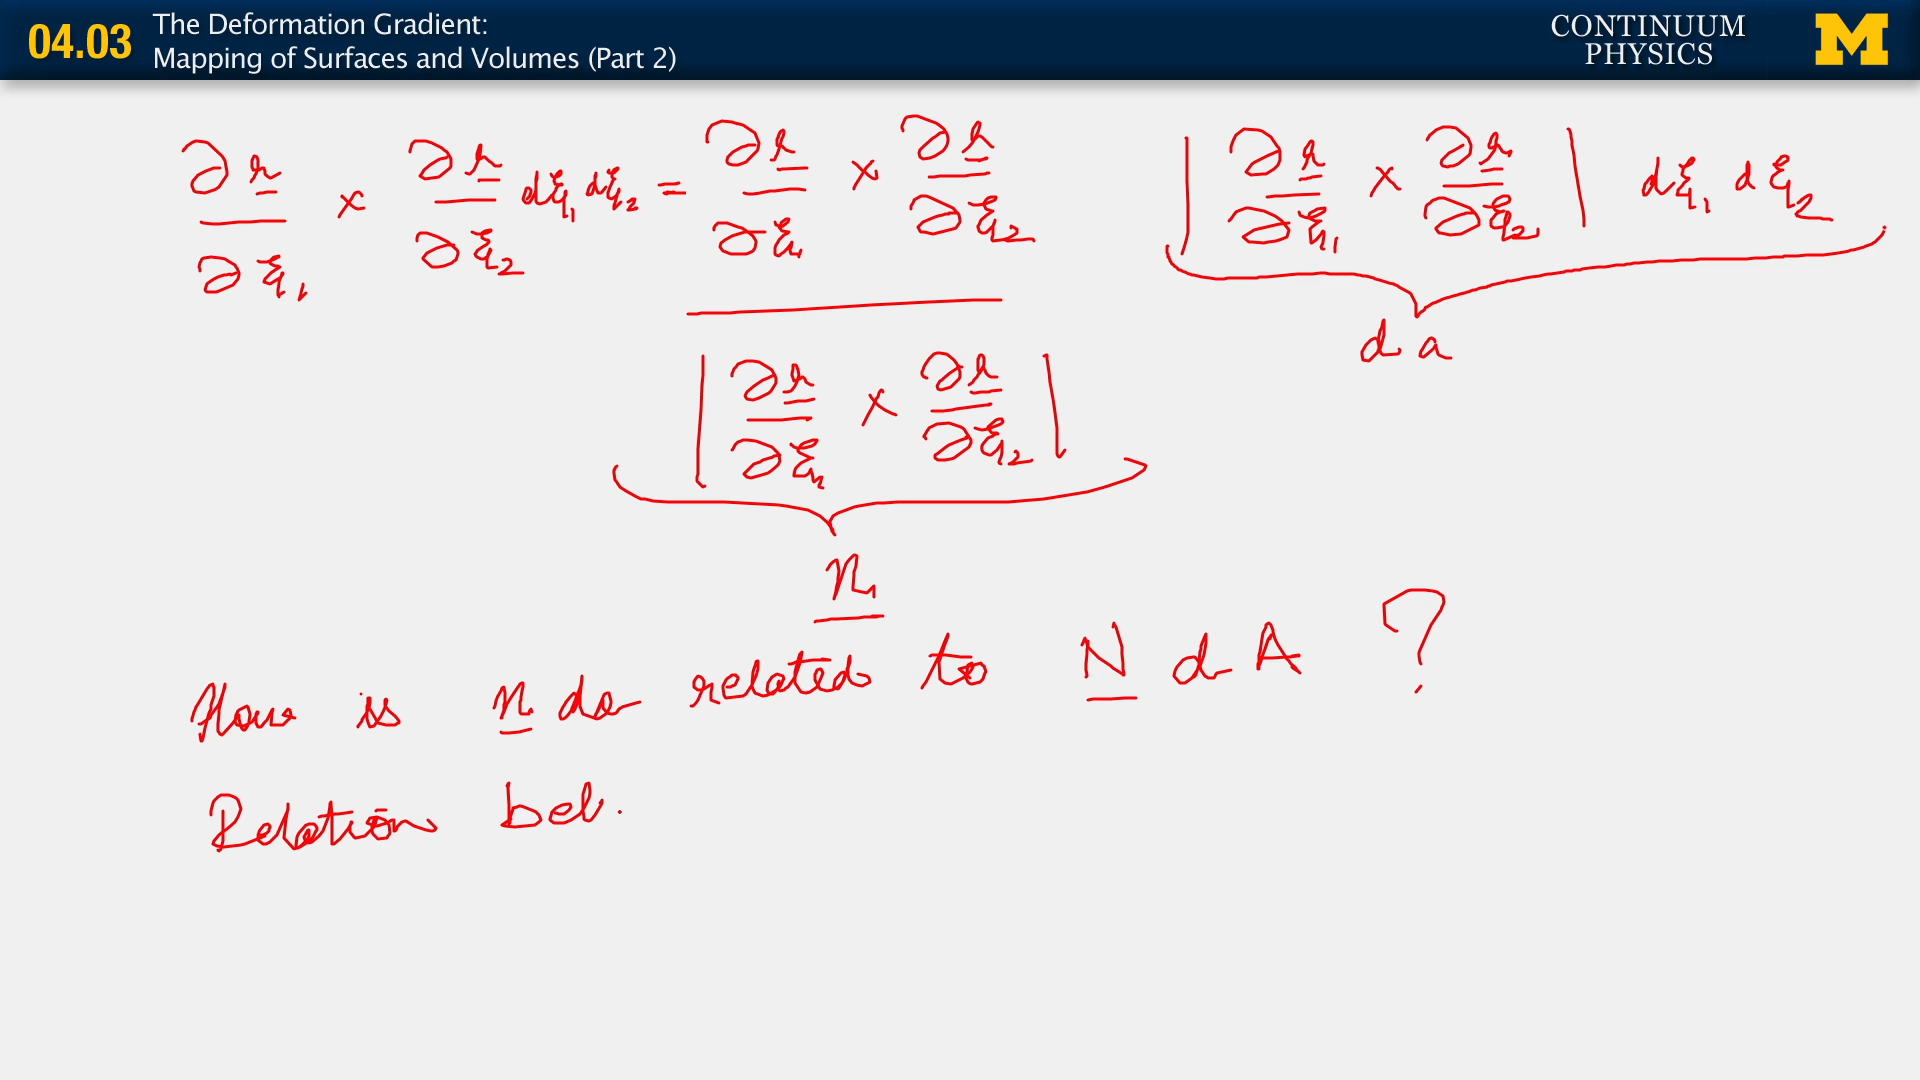 04.03
The Deformation Gradient:
Mapping of Surfaces and Volumes (Part 2)
CONTINUUM
PHYSICS
M
∂r/∂ξ₁ × ∂r/∂ξ₂ dξ₁ dξ₂ = (∂r/∂ξ₁ × ∂r/∂ξ₂) / |∂r/∂ξ₁ × ∂r/∂ξ₂| |∂r/∂ξ₁ × ∂r/∂ξ₂| dξ₁ dξ₂
da
n
How is n da related to N dA ?
Relation bet.